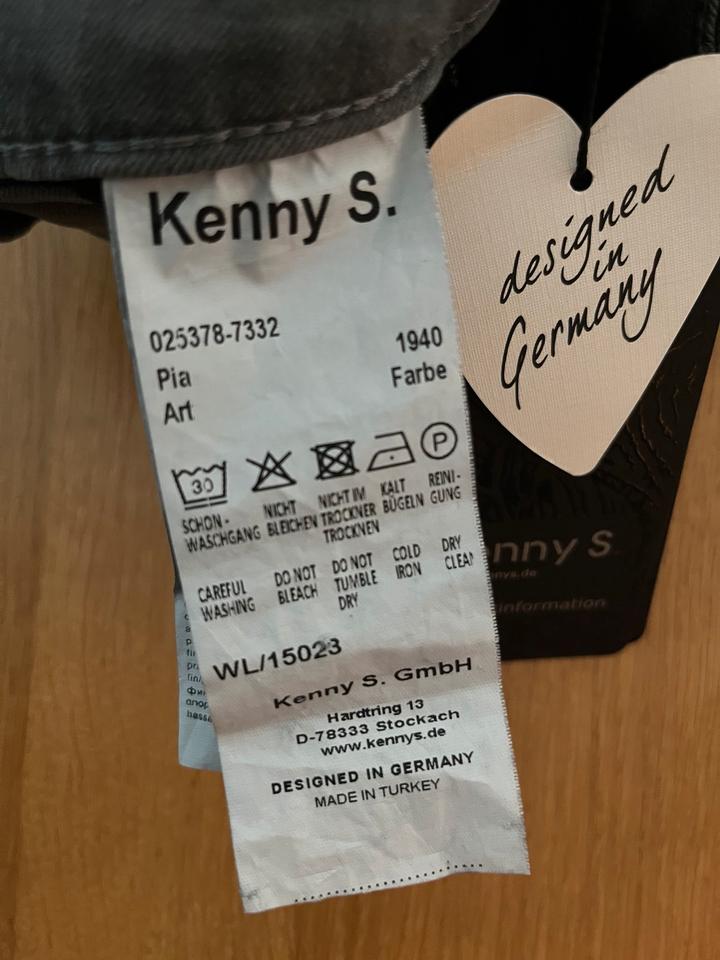 Kenny S.
025378-7332 1940
Pia Farbe
Art
30 P
SCHON- NICHT NICHT IM KALT REINI-
WASCHGANG BLEICHEN TROCKNER BÜGELN GUNG
TROCKNEN
CAREFUL DO NOT DO NOT COLD DRY
WASHING BLEACH TUMBLE IRON CLEAN
DRY
WL/15023
Kenny S. GmbH
Hardtring 13
D-78333 Stockach
www.kennys.de
DESIGNED IN GERMANY
MADE IN TURKEY
designed
in
Germany
nny S.
nys.de
information